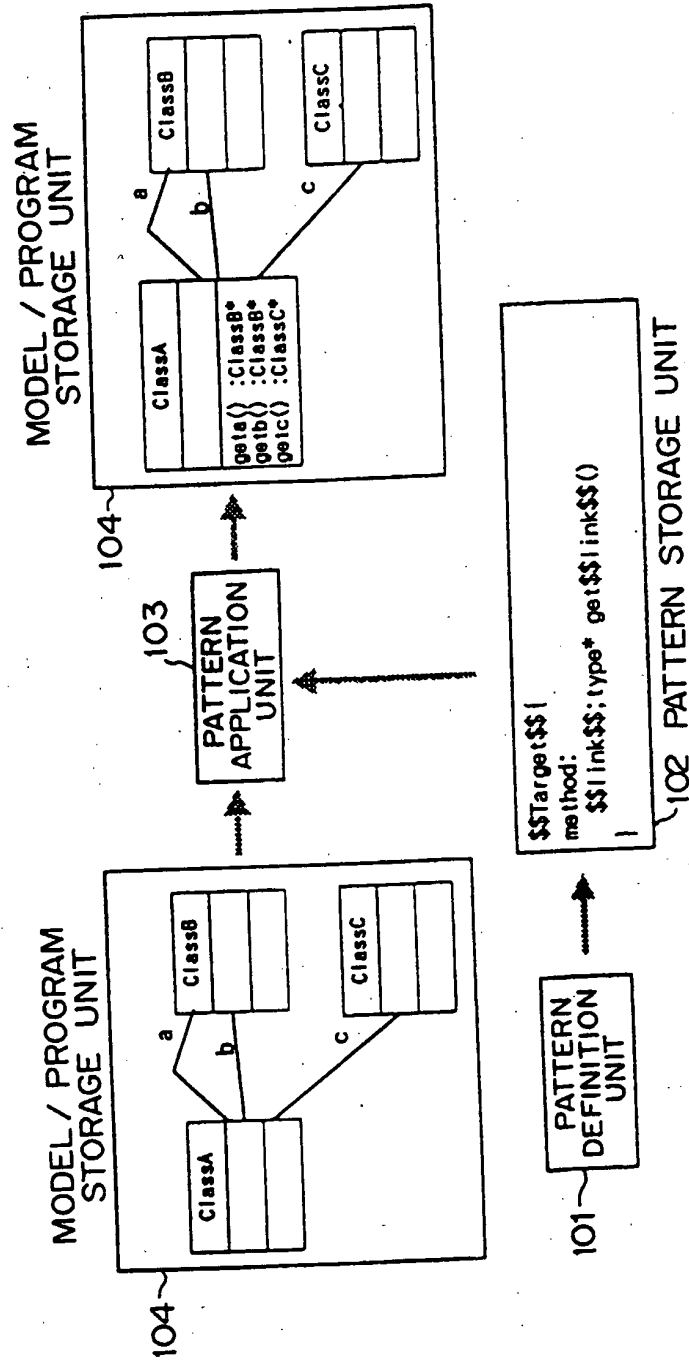 MODEL / PROGRAM
STORAGE UNIT
104
ClassA
ClassB
ClassC
a
b
c
103
PATTERN
APPLICATION
UNIT
MODEL / PROGRAM
STORAGE UNIT
104
ClassA
geta() :ClassB*
getb() :ClassB*
getc() :ClassC*
ClassB
ClassC
a
b
c
101
PATTERN
DEFINITION
UNIT
$$Target$${
method:
$$link$$;type* get$$link$$()
}
102 PATTERN STORAGE UNIT